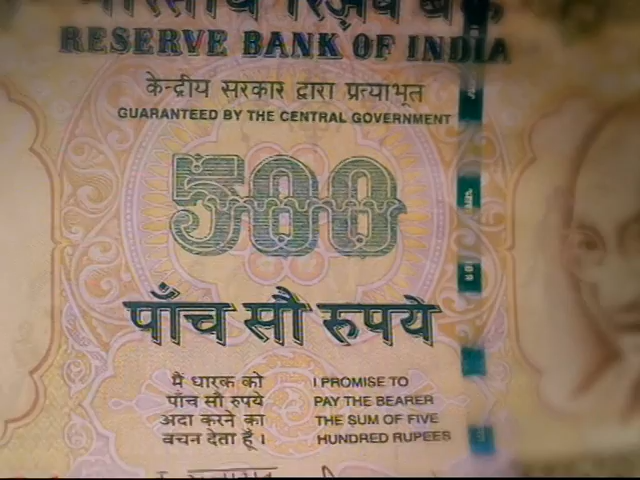 भारतीय रिज़र्व बैंक
RESERVE BANK OF INDIA
केन्द्रीय सरकार द्वारा प्रत्याभूत
GUARANTEED BY THE CENTRAL GOVERNMENT
500
पाँच सौ रुपये
मैं धारक को
पाँच सौ रुपये
अदा करने का
वचन देता हूँ।
I PROMISE TO
PAY THE BEARER
THE SUM OF FIVE
HUNDRED RUPEES